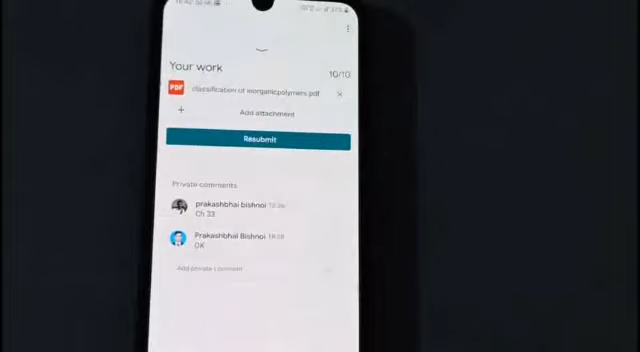 Your work
10/10
PDF
classification of inorganicpolymers.pdf
Add attachment
Resubmit
Private comments
prakashbhai bishnoi
Ch 33
Prakashbhai Bishnoi
OK
Add private comment